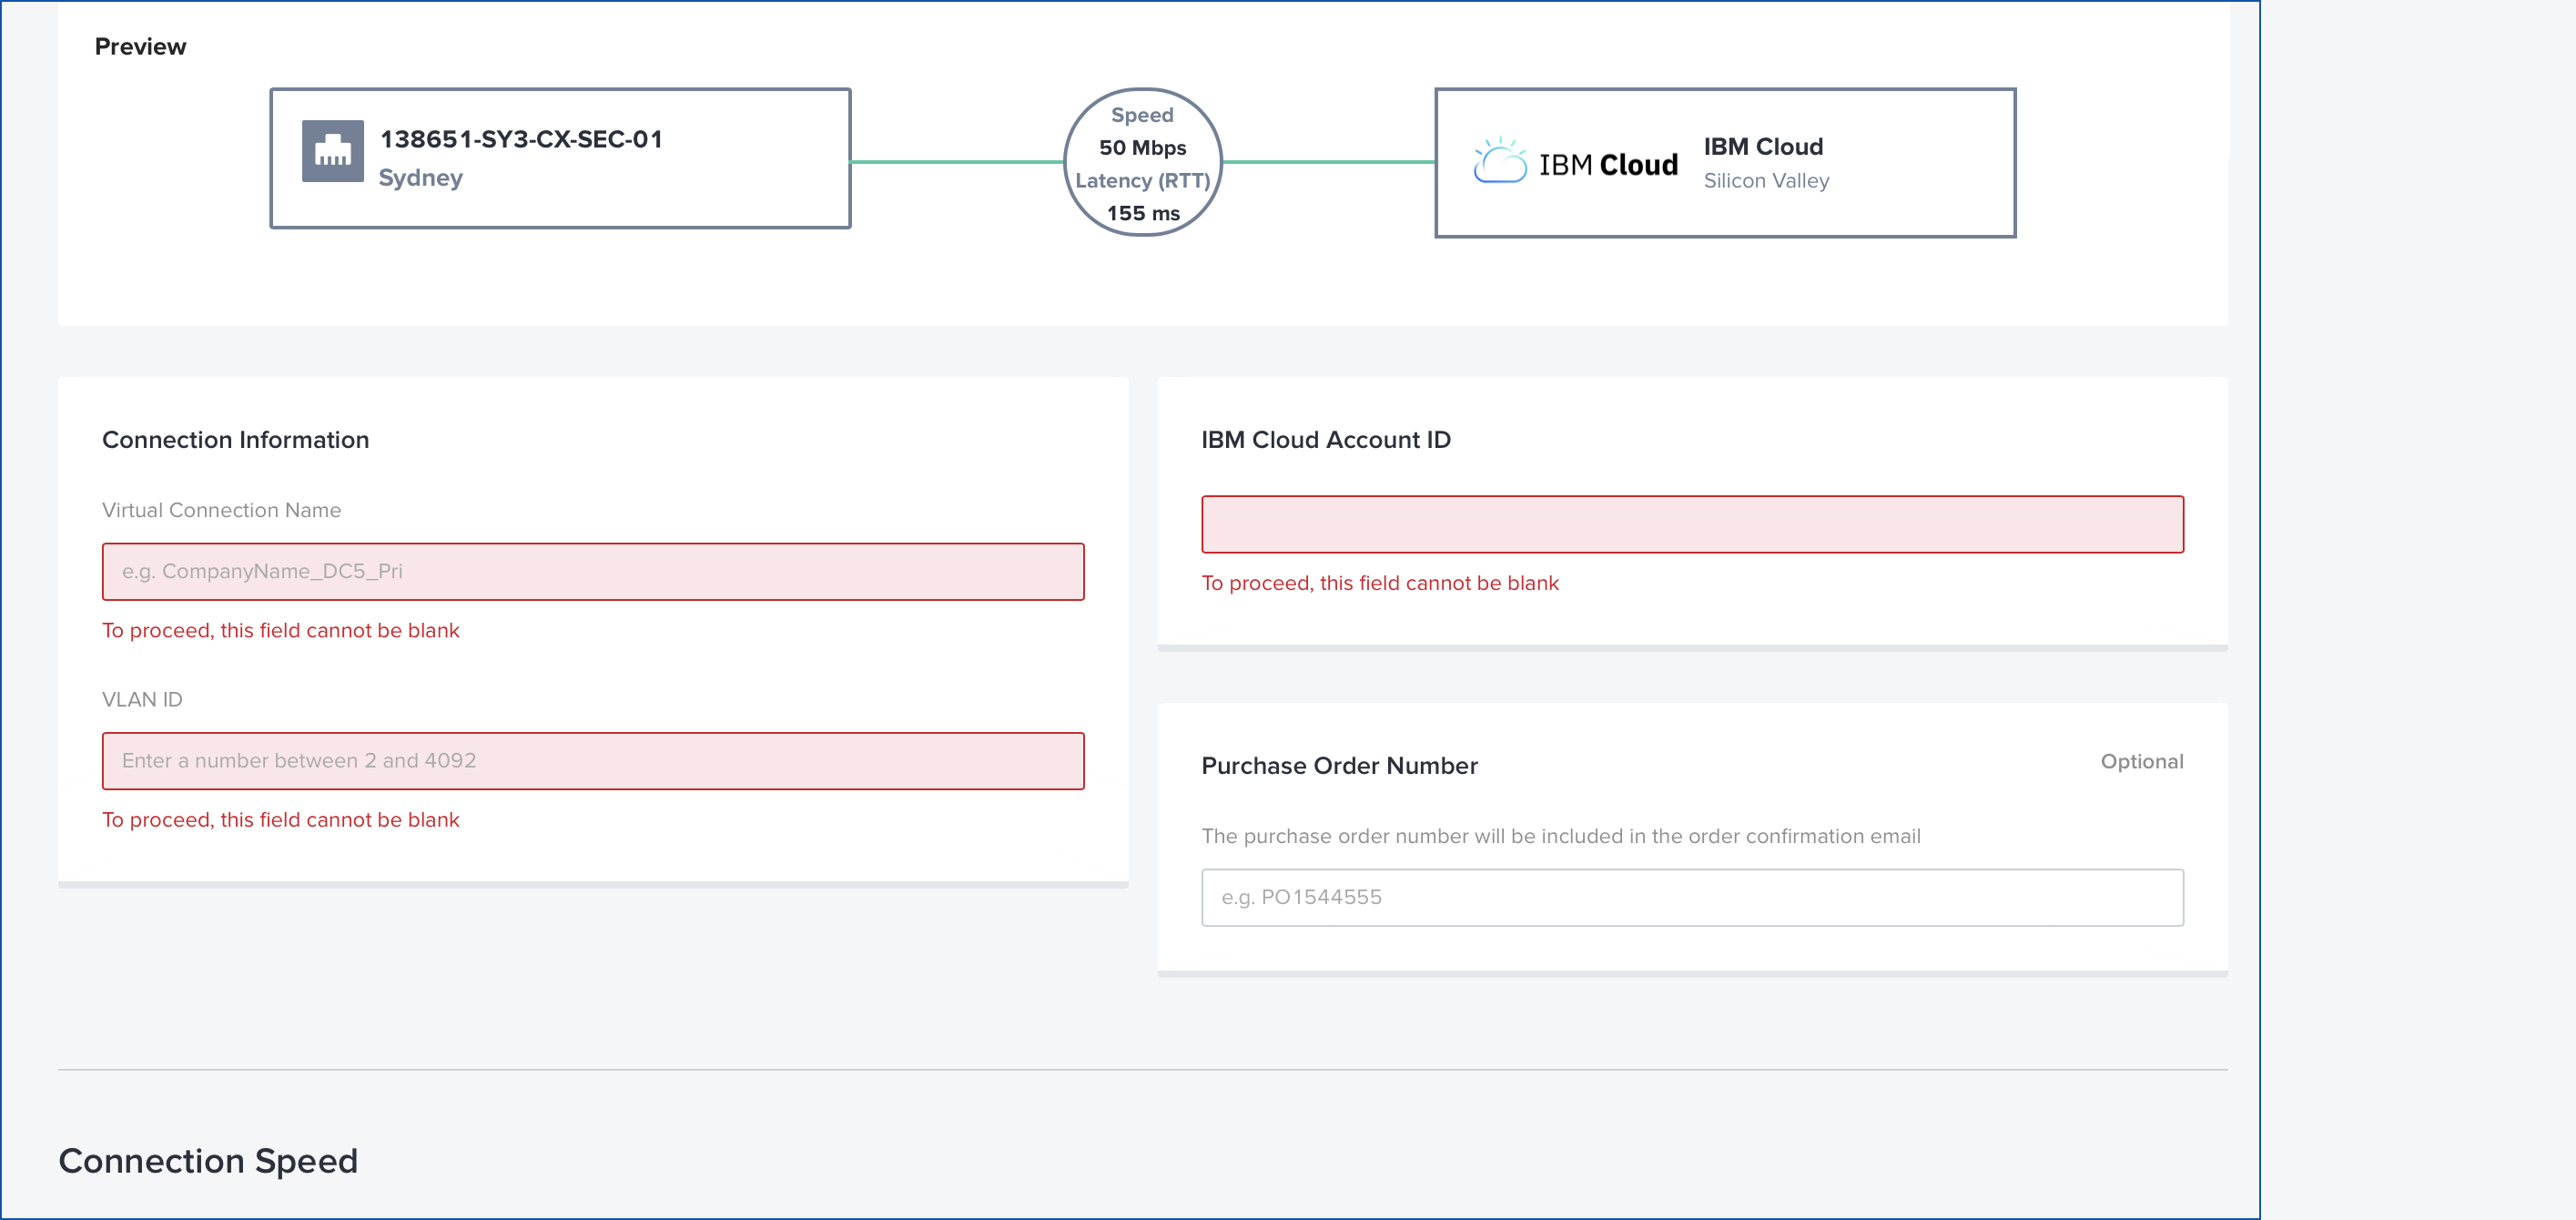 Preview
138651-SY3-CX-SEC-01
Sydney
Speed
50 Mbps
Latency (RTT)
155 ms
IBM Cloud
IBM Cloud
Silicon Valley
Connection Information
Virtual Connection Name
e.g. CompanyName_DC5_Pri
To proceed, this field cannot be blank
VLAN ID
Enter a number between 2 and 4092
To proceed, this field cannot be blank
IBM Cloud Account ID
To proceed, this field cannot be blank
Purchase Order Number
Optional
The purchase order number will be included in the order confirmation email
e.g. PO1544555
Connection Speed